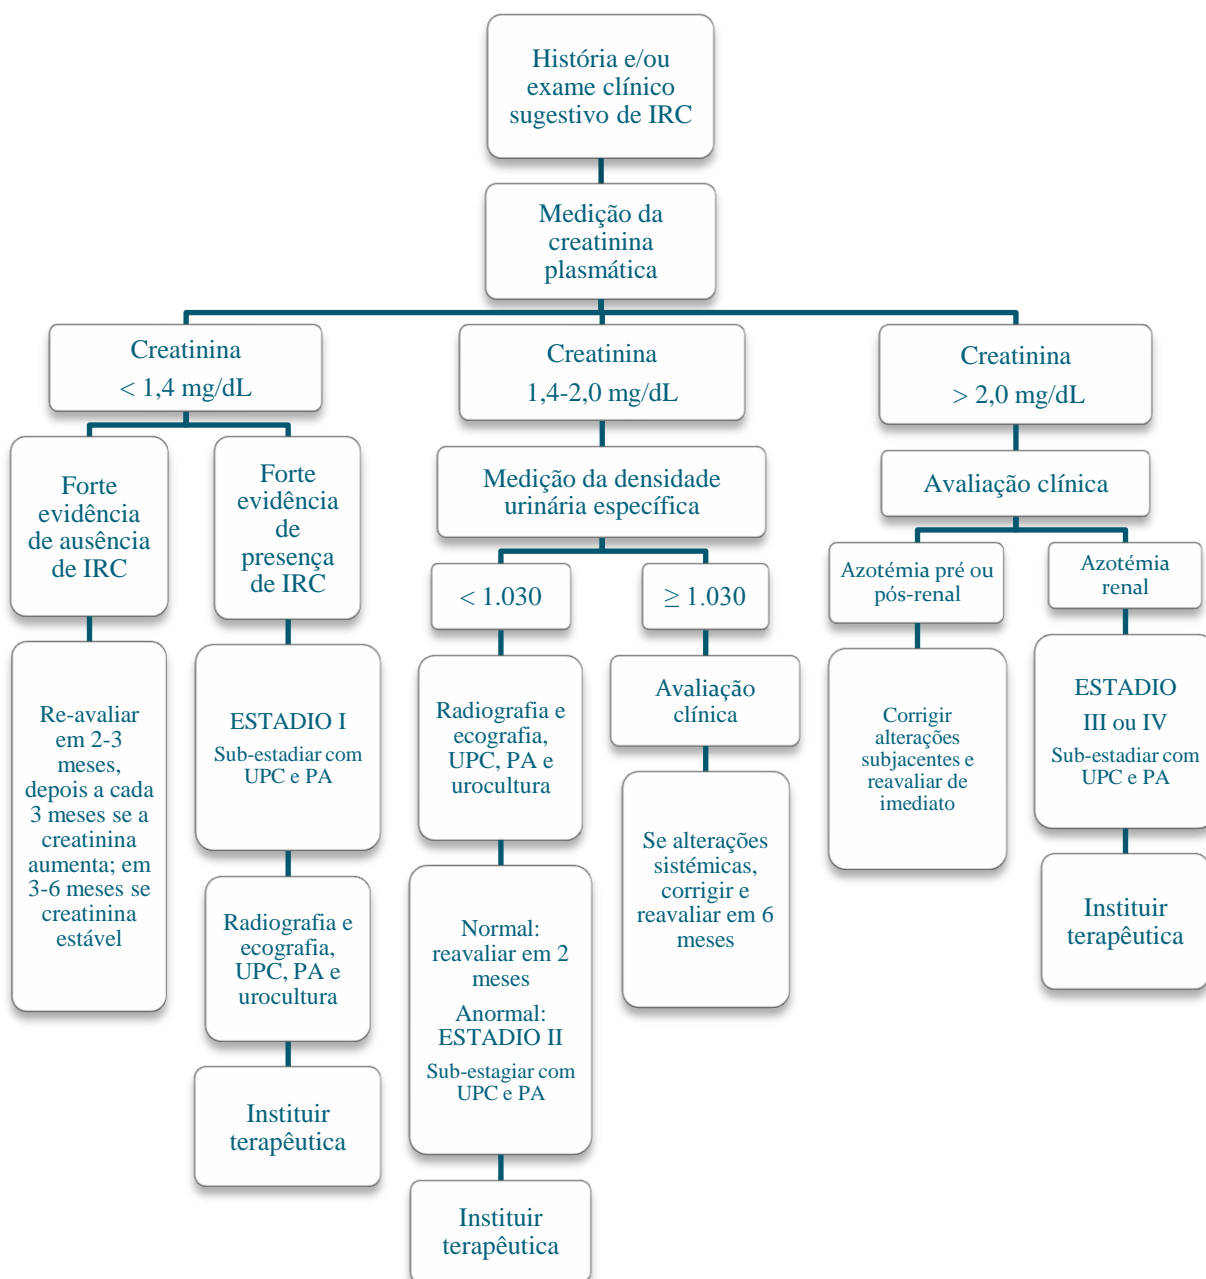 História e/ou
exame clínico
sugestivo de IRC
Medição da
creatinina
plasmática
Creatinina
< 1,4 mg/dL
Forte
evidência
de ausência
de IRC
Re-avaliar
em 2-3
meses,
depois a cada
3 meses se a
creatinina
aumenta; em
3-6 meses se
creatinina
estável
Forte
evidência
de
presença
de IRC
ESTADIO I
Sub-estadiar com
UPC e PA
Radiografia e
ecografia,
UPC, PA e
urocultura
Instituir
terapêutica
Creatinina
1,4-2,0 mg/dL
Medição da densidade
urinária específica
< 1.030
Radiografia e
ecografia,
UPC, PA e
urocultura
Normal:
reavaliar em 2
meses
Anormal:
ESTADIO II
Sub-estagiar com
UPC e PA
Instituir
terapêutica
≥ 1.030
Avaliação
clínica
Se alterações
sistémicas,
corrigir e
reavaliar em 6
meses
Creatinina
> 2,0 mg/dL
Avaliação clínica
Azotémia pré ou
pós-renal
Corrigir
alterações
subjacentes e
reavaliar de
imediato
Azotémia
renal
ESTADIO
III ou IV
Sub-estadiar com
UPC e PA
Instituir
terapêutica